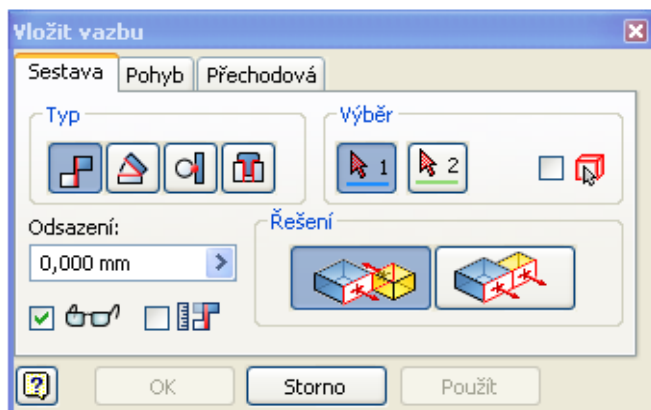 Vložit vazbu
Sestava Pohyb Přechodová
Typ Výběr
1 2
Odsazení: Řešení
0,000 mm
? OK Storno Použít